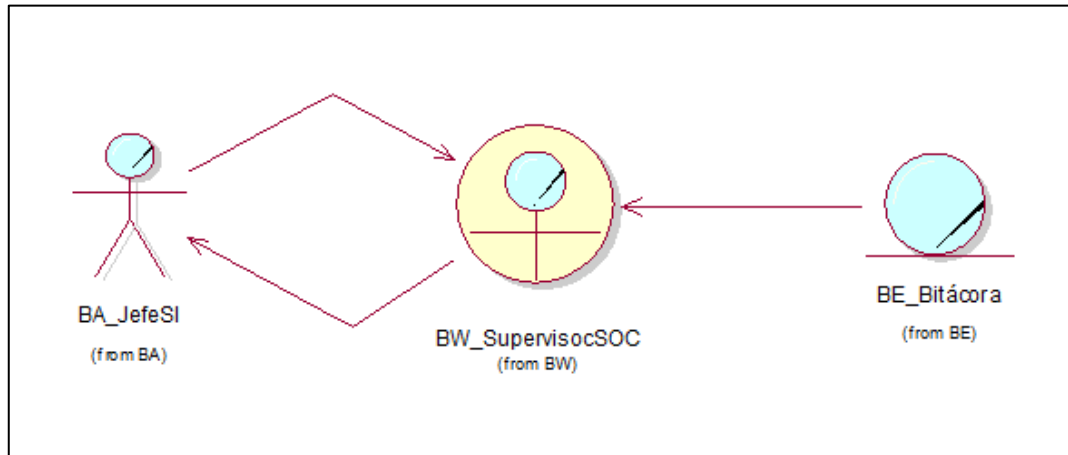 BA_JefeSI
(from BA)
BW_SupervisocSOC
(from BW)
BE_Bitácora
(from BE)